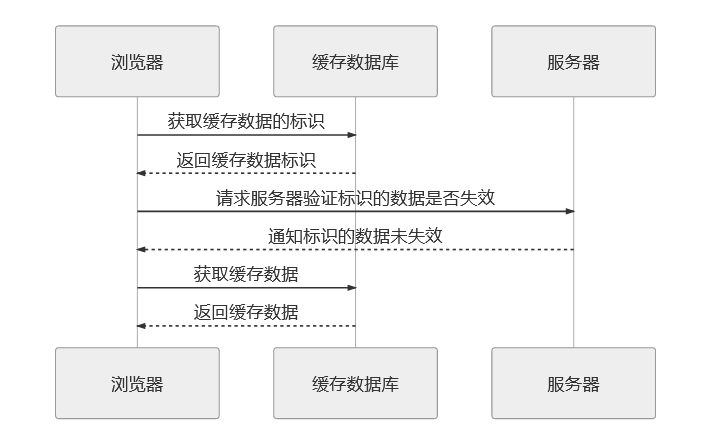 浏览器
缓存数据库
服务器
获取缓存数据的标识
返回缓存数据标识
请求服务器验证标识的数据是否失效
通知标识的数据未失效
获取缓存数据
返回缓存数据
浏览器
缓存数据库
服务器